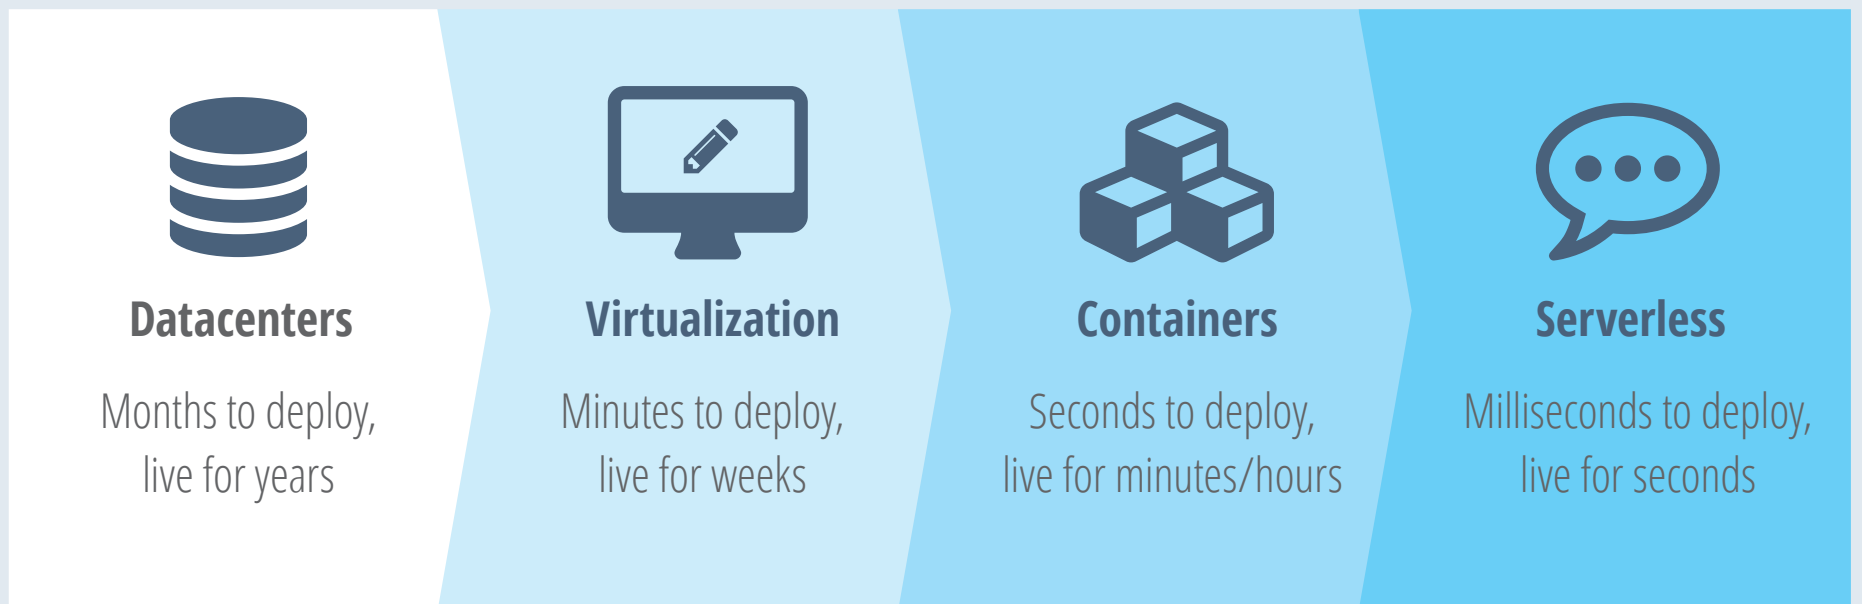 Datacenters
Months to deploy,
live for years
Virtualization
Minutes to deploy,
live for weeks
Containers
Seconds to deploy,
live for minutes/hours
Serverless
Milliseconds to deploy,
live for seconds